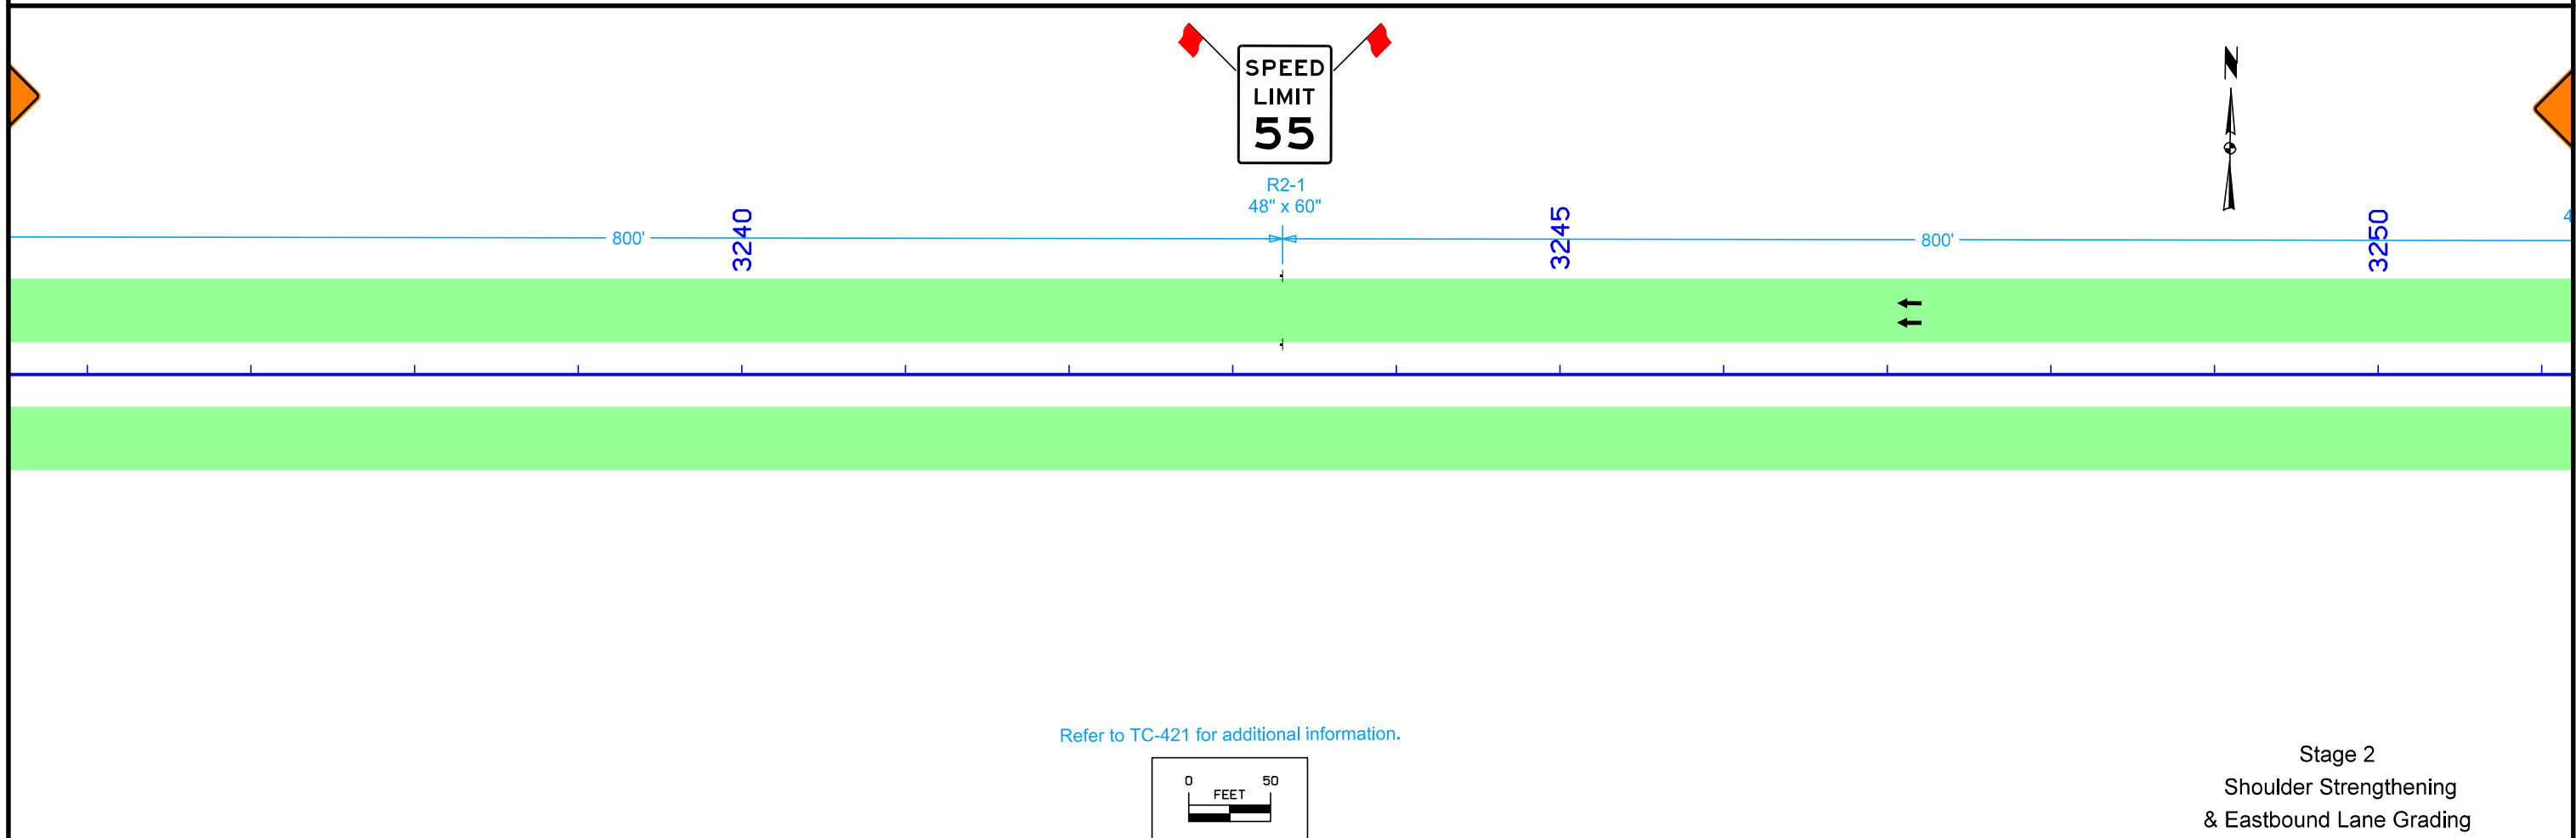 SPEED
LIMIT
55
N
R2-1
48" x 60"
3240
3245
3250
4
800'
800'
Refer to TC-421 for additional information.
0 50
FEET
Stage 2
Shoulder Strengthening
& Eastbound Lane Grading